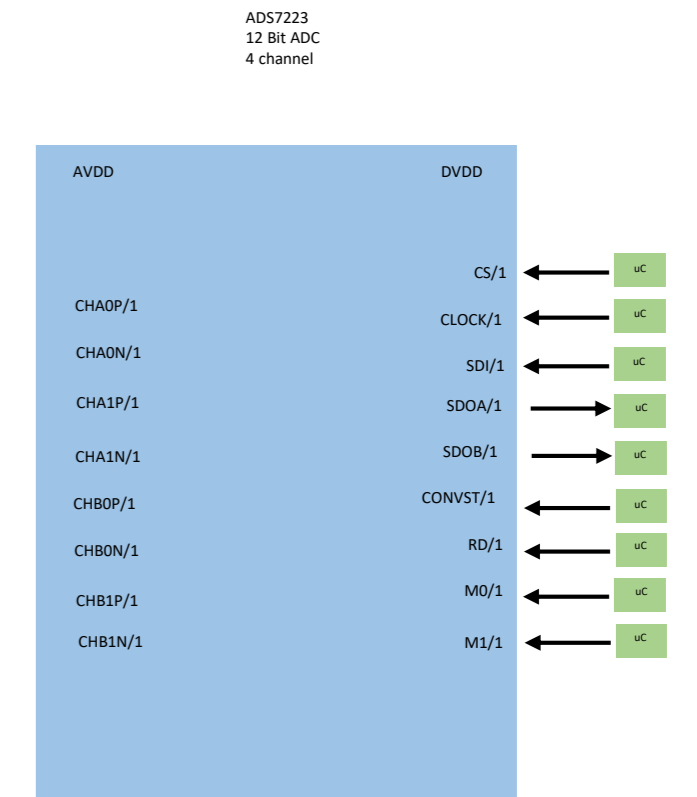 ADS7223
12 Bit ADC
4 channel
AVDD
DVDD
CS/1
uC
CHA0P/1
CLOCK/1
uC
CHA0N/1
SDI/1
uC
CHA1P/1
SDOA/1
uC
CHA1N/1
SDOB/1
uC
CHB0P/1
CONVST/1
uC
CHB0N/1
RD/1
uC
CHB1P/1
M0/1
uC
CHB1N/1
M1/1
uC